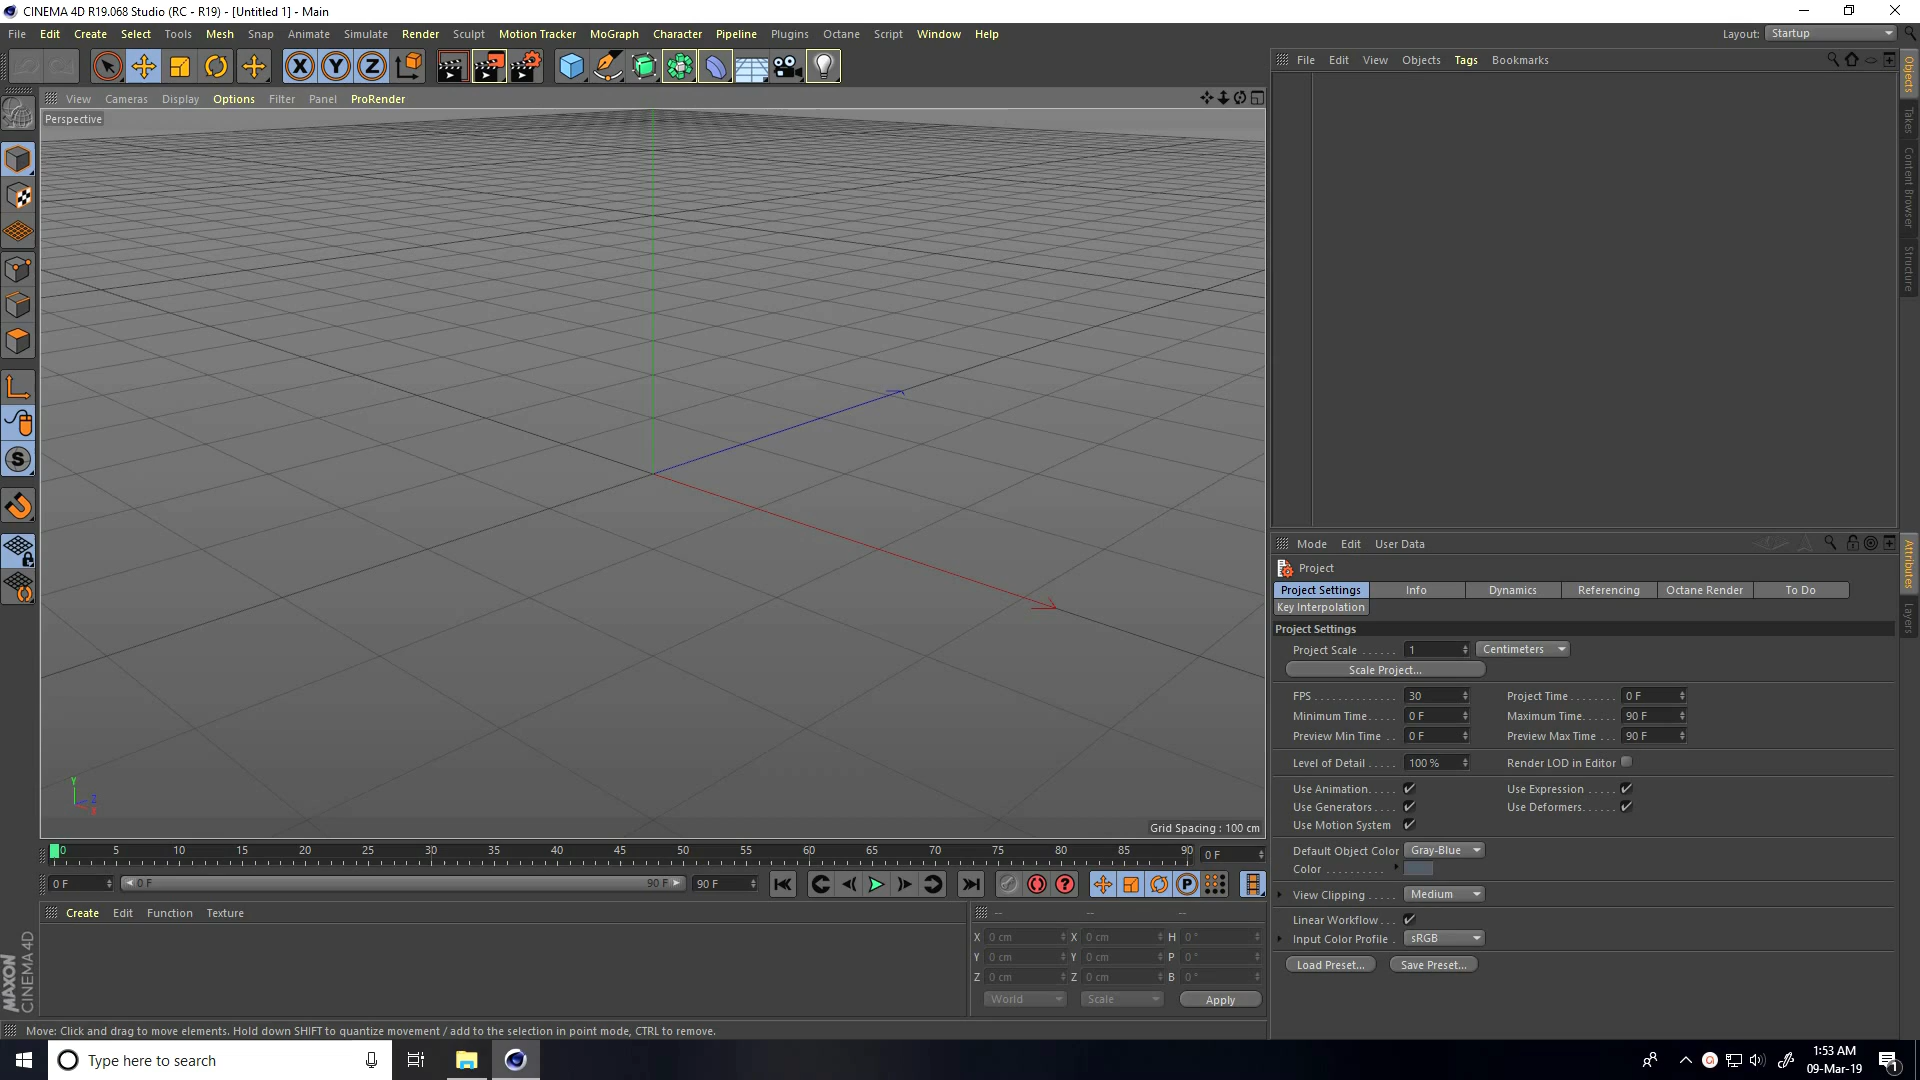 CINEMA 4D R19.068 Studio (RC - R19) - [Untitled 1] - Main
File Edit Create Select Tools Mesh Snap Animate Simulate Render Sculpt Motion Tracker MoGraph Character Pipeline Plugins Octane Script Window Help
Layout: Startup
File Edit View Objects Tags Bookmarks
View Cameras Display Options Filter Panel ProRender
Perspective
Objects
Takes
Content Browser
Structure
Mode Edit User Data
Attributes
Layers
Project
Project Settings Info Dynamics Referencing Octane Render To Do
Key Interpolation
Project Settings
Project Scale . . . . . . 1 Centimeters
Scale Project...
FPS . . . . . . . . . . . . . 30 Project Time . . . . . . . 0 F
Minimum Time. . . . . 0 F Maximum Time. . . . . . 90 F
Preview Min Time . . 0 F Preview Max Time . . . 90 F
Level of Detail . . . . . 100 % Render LOD in Editor
Use Animation. . . . . Use Expression . . . . .
Use Generators . . . . Use Deformers. . . . . .
Use Motion System
Default Object Color Gray-Blue
Color . . . . . . . . . .
View Clipping . . . . . Medium
Linear Workflow . . .
Input Color Profile . sRGB
Load Preset... Save Preset...
Y
Z
X
Grid Spacing : 100 cm
0 5 10 15 20 25 30 35 40 45 50 55 60 65 70 75 80 85 90 0 F
0 F 0 F 90 F 90 F
P
X Y Z
S
Create Edit Function Texture
-- -- --
X 0 cm X 0 cm H 0 °
Y 0 cm Y 0 cm P 0 °
Z 0 cm Z 0 cm B 0 °
World Scale Apply
MAXON
CINEMA 4D
Move: Click and drag to move elements. Hold down SHIFT to quantize movement / add to the selection in point mode, CTRL to remove.
Type here to search
1:53 AM
09-Mar-19
1